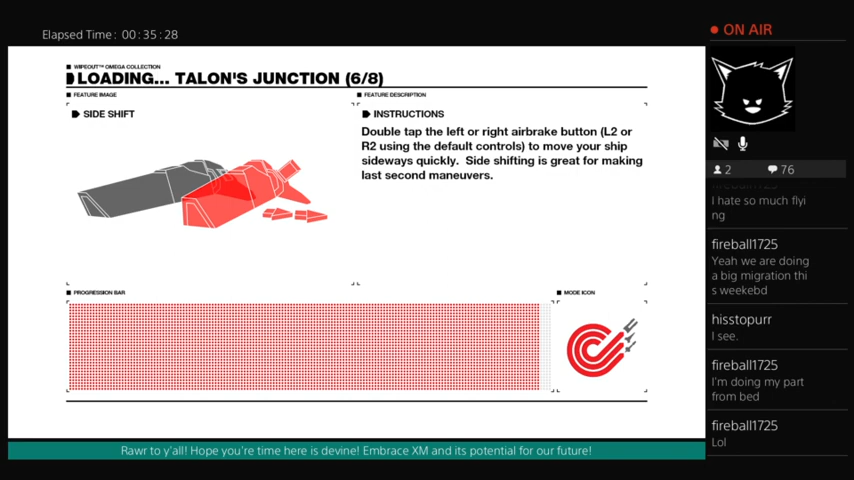 Elapsed Time: 00:35:28
ON AIR
WIPEOUT™ OMEGA COLLECTION
LOADING... TALON'S JUNCTION (6/8)
FEATURE IMAGE
FEATURE DESCRIPTION
SIDE SHIFT
INSTRUCTIONS
Double tap the left or right airbrake button (L2 or
R2 using the default controls) to move your ship
sideways quickly. Side shifting is great for making
last second maneuvers.
PROGRESSION BAR
MODE ICON
Rawr to y'all! Hope you're time here is devine! Embrace XM and its potential for our future!
2
76
fireball1725
I hate so much flyi
ng
fireball1725
Yeah we are doing
a big migration thi
s weekebd
hisstopurr
I see.
fireball1725
I'm doing my part
from bed
fireball1725
Lol